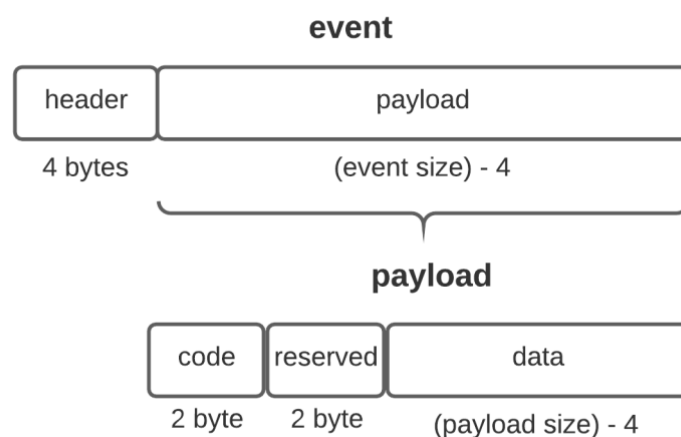 event
header payload
4 bytes (event size) - 4
payload
code reserved data
2 byte 2 byte (payload size) - 4